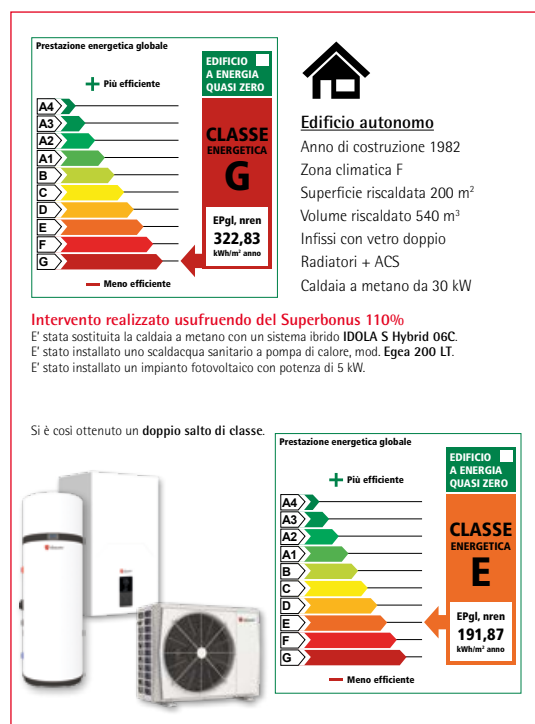 Prestazione energetica globale
Più efficiente
EDIFICIO
A ENERGIA
QUASI ZERO
A4
A3
A2
A1
B
C
D
E
F
G
CLASSE
ENERGETICA
G
EPgl, nren
322,83
kWh/m² anno
Meno efficiente
Edificio autonomo
Anno di costruzione 1982
Zona climatica F
Superficie riscaldata 200 m²
Volume riscaldato 540 m³
Infissi con vetro doppio
Radiatori + ACS
Caldaia a metano da 30 kW
Intervento realizzato usufruendo del Superbonus 110%
E' stata sostituita la caldaia a metano con un sistema ibrido IDOLA S Hybrid 06C.
E' stato installato uno scaldacqua sanitario a pompa di calore, mod. Egea 200 LT.
E' stato installato un impianto fotovoltaico con potenza di 5 kW.
Si è così ottenuto un doppio salto di classe.
Prestazione energetica globale
Più efficiente
EDIFICIO
A ENERGIA
QUASI ZERO
A4
A3
A2
A1
B
C
D
E
F
G
CLASSE
ENERGETICA
E
EPgl, nren
191,87
kWh/m² anno
Meno efficiente